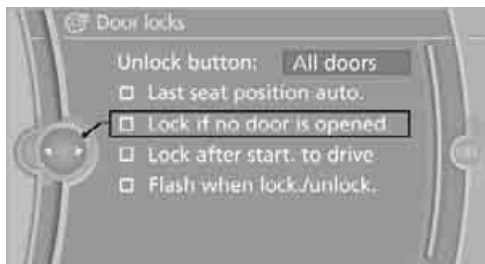 Door locks
Unlock button: All doors
Last seat position auto.
Lock if no door is opened
Lock after start. to drive
Flash when lock./unlock.